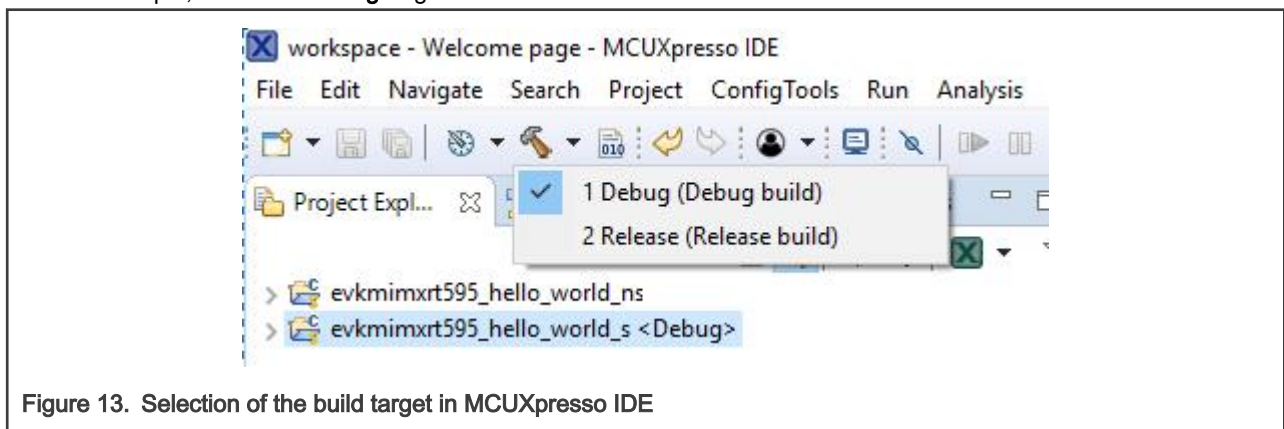 workspace - Welcome page - MCUXpresso IDE
File Edit Navigate Search Project ConfigTools Run Analysis
010
Project Expl...
1 Debug (Debug build)
2 Release (Release build)
evkmimxrt595_hello_world_ns
evkmimxrt595_hello_world_s <Debug>
Figure 13. Selection of the build target in MCUXpresso IDE